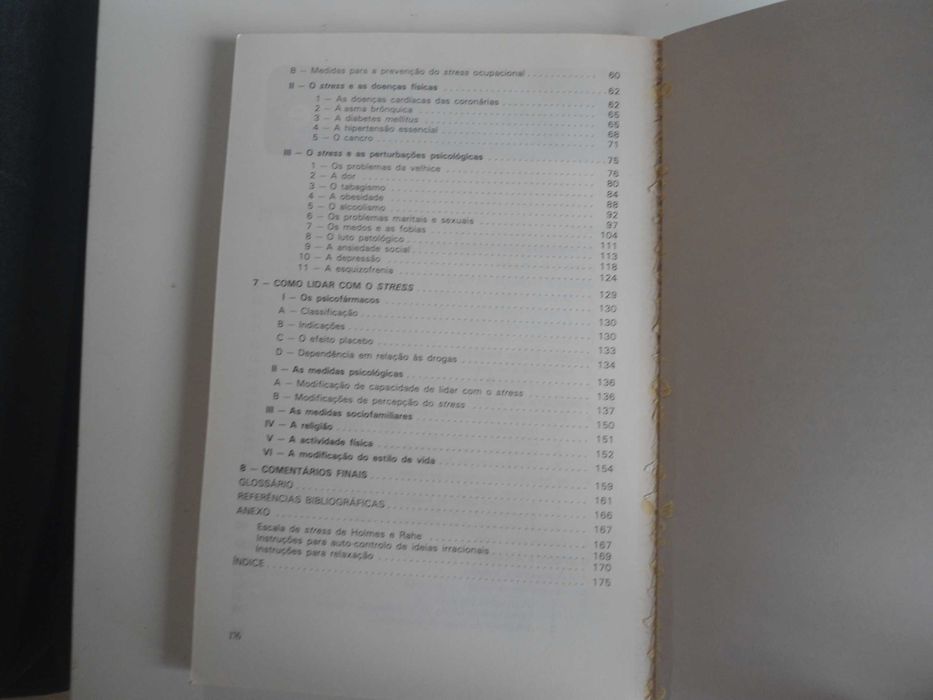 B — Medidas para a prevenção do stress ocupacional . . . . . . . . . . . . 60
II — O stress e as doenças físicas . . . . . . . . . . . . . . . . . . . . . . . . 62
1 — As doenças cardíacas das coronárias . . . . . . . . . . . . . . . . . 62
2 — A asma brônquica . . . . . . . . . . . . . . . . . . . . . . . . . . . . . 65
3 — A diabetes mellitus . . . . . . . . . . . . . . . . . . . . . . . . . . . . 65
4 — A hipertensão essencial . . . . . . . . . . . . . . . . . . . . . . . . . 68
5 — O cancro . . . . . . . . . . . . . . . . . . . . . . . . . . . . . . . . . . . 71
III — O stress e as perturbações psicológicas . . . . . . . . . . . . . . . . 75
1 — Os problemas da velhice . . . . . . . . . . . . . . . . . . . . . . . . . 76
2 — A dor . . . . . . . . . . . . . . . . . . . . . . . . . . . . . . . . . . . . . 80
3 — O tabagismo . . . . . . . . . . . . . . . . . . . . . . . . . . . . . . . . 84
4 — A obesidade . . . . . . . . . . . . . . . . . . . . . . . . . . . . . . . . 88
5 — O alcoolismo . . . . . . . . . . . . . . . . . . . . . . . . . . . . . . . . 92
6 — Os problemas maritais e sexuais . . . . . . . . . . . . . . . . . . . . 97
7 — Os medos e as fobias . . . . . . . . . . . . . . . . . . . . . . . . . . 104
8 — O luto patológico . . . . . . . . . . . . . . . . . . . . . . . . . . . . . 111
9 — A ansiedade social . . . . . . . . . . . . . . . . . . . . . . . . . . . . 113
10 — A depressão . . . . . . . . . . . . . . . . . . . . . . . . . . . . . . . . 118
11 — A esquizofrenia . . . . . . . . . . . . . . . . . . . . . . . . . . . . . . 124
7 — COMO LIDAR COM O STRESS . . . . . . . . . . . . . . . . . . . . . . . 129
I — Os psicofármacos . . . . . . . . . . . . . . . . . . . . . . . . . . . . . . 130
A — Classificação . . . . . . . . . . . . . . . . . . . . . . . . . . . . . . . . 130
B — Indicações . . . . . . . . . . . . . . . . . . . . . . . . . . . . . . . . . . 130
C — O efeito placebo . . . . . . . . . . . . . . . . . . . . . . . . . . . . . . 133
D — Dependência em relação às drogas . . . . . . . . . . . . . . . . . . 134
II — As medidas psicológicas . . . . . . . . . . . . . . . . . . . . . . . . . . 136
A — Modificação de capacidade de lidar com o stress . . . . . . . . . 136
B — Modificações de percepção do stress . . . . . . . . . . . . . . . . 137
III — As medidas sociofamiliares . . . . . . . . . . . . . . . . . . . . . . . . 150
IV — A religião . . . . . . . . . . . . . . . . . . . . . . . . . . . . . . . . . . . 151
V — A actividade física . . . . . . . . . . . . . . . . . . . . . . . . . . . . . . 152
VI — A modificação do estilo de vida . . . . . . . . . . . . . . . . . . . . . 154
8 — COMENTÁRIOS FINAIS . . . . . . . . . . . . . . . . . . . . . . . . . . . . 159
GLOSSÁRIO . . . . . . . . . . . . . . . . . . . . . . . . . . . . . . . . . . . . . . 161
REFERÊNCIAS BIBLIOGRÁFICAS . . . . . . . . . . . . . . . . . . . . . . . . . 166
ANEXO . . . . . . . . . . . . . . . . . . . . . . . . . . . . . . . . . . . . . . . . . 167
Escala de stress de Holmes e Rahe . . . . . . . . . . . . . . . . . . . . . 167
Instruções para auto-controlo de ideias irracionais . . . . . . . . . . . . 169
Instruções para relaxação . . . . . . . . . . . . . . . . . . . . . . . . . . . . 170
ÍNDICE . . . . . . . . . . . . . . . . . . . . . . . . . . . . . . . . . . . . . . . . . 175
176